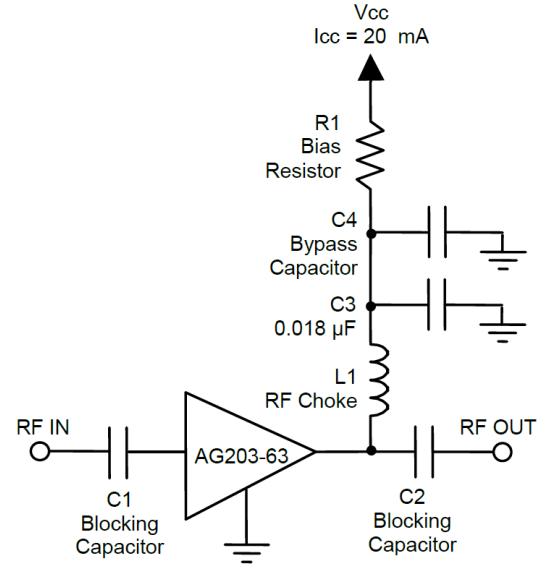 Vcc
Icc = 20 mA
R1
Bias
Resistor
C4
Bypass
Capacitor
C3
0.018 µF
L1
RF Choke
RF IN
AG203-63
RF OUT
C1
Blocking
Capacitor
C2
Blocking
Capacitor